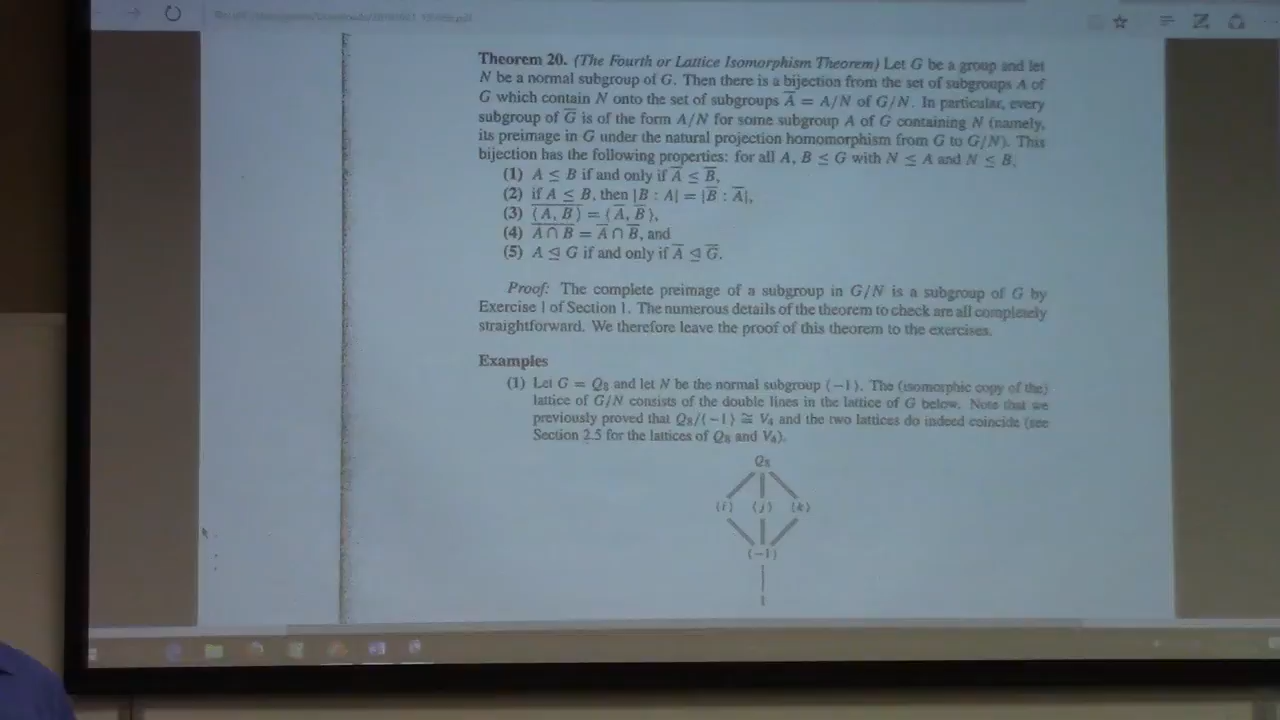 Theorem 20. (The Fourth or Lattice Isomorphism Theorem) Let G be a group and let
N be a normal subgroup of G. Then there is a bijection from the set of subgroups A of
G which contain N onto the set of subgroups A̅ = A/N of G/N. In particular, every
subgroup of G̅ is of the form A/N for some subgroup A of G containing N (namely,
its preimage in G under the natural projection homomorphism from G to G/N). This
bijection has the following properties: for all A, B ≤ G with N ≤ A and N ≤ B,
(1) A ≤ B if and only if A̅ ≤ B̅,
(2) if A ≤ B, then |B : A| = |B̅ : A̅|,
(3) \overline{⟨A, B⟩} = ⟨A̅, B̅⟩,
(4) \overline{A ∩ B} = A̅ ∩ B̅, and
(5) A ⊴ G if and only if A̅ ⊴ G̅.
Proof: The complete preimage of a subgroup in G/N is a subgroup of G by
Exercise 1 of Section 1. The numerous details of the theorem to check are all completely
straightforward. We therefore leave the proof of this theorem to the exercises.
Examples
(1) Let G = Q₈ and let N be the normal subgroup ⟨−1⟩. The (isomorphic copy of the)
lattice of G/N consists of the double lines in the lattice of G below. Note that we
previously proved that Q₈/⟨−1⟩ ≅ V₄ and the two lattices do indeed coincide (see
Section 2.5 for the lattices of Q₈ and V₄).
Q₈
⟨i⟩ ⟨j⟩ ⟨k⟩
⟨−1⟩
1